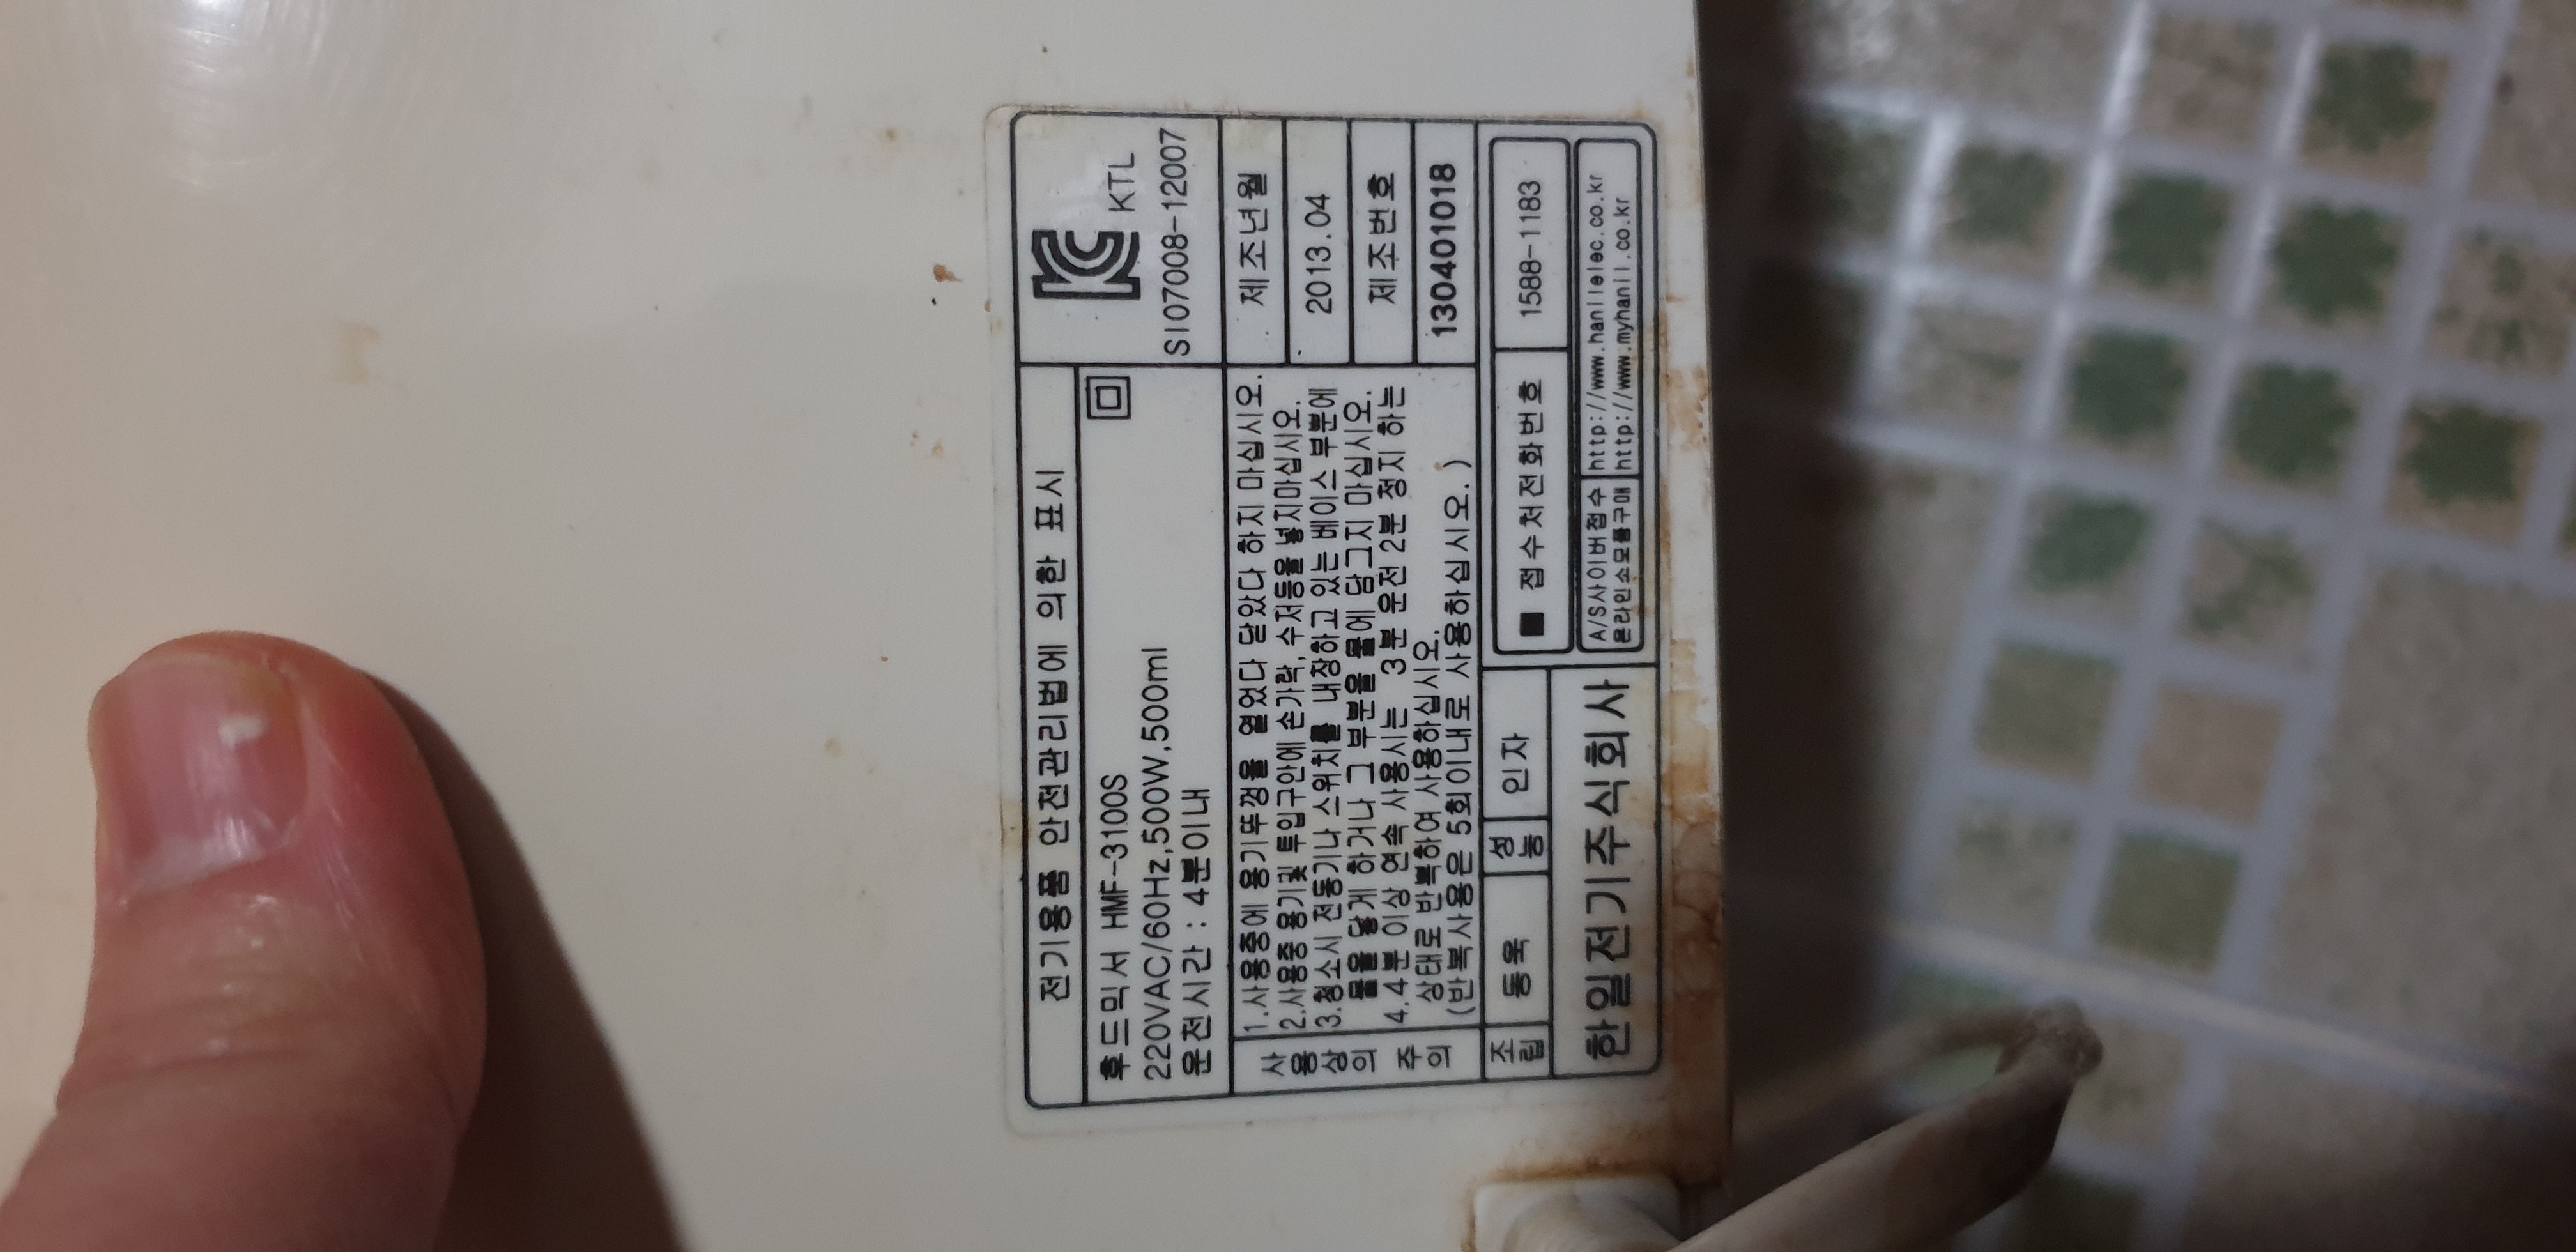 전기용품 안전관리법에 의한 표시
후드믹서 HMF-3100S
220VAC/60Hz,500W,500ml
운전시간 : 4분이내
KTL
SI07008-12007
사용상의 주의
1.사용중에 용기뚜껑을 열었다 닫았다 하지 마십시오.
2.사용중 용기및 투입구안에 손가락, 수저등을 넣지마십시오.
3.청소시 전동기나 스위치를 내장하고 있는 베이스 부분에
물을 닿게 하거나 그 부분을 물에 담그지 마십시오.
4.4분 이상 연속 사용시는 3분 운전 2분 정지 하는
상태로 반복하여 사용하십시오.
(반복사용은 5회이내로 사용하십시오.)
제조년월
2013.04
제조번호
130401018
조립 동욱 성능 인자
한일전기주식회사
■ 접수처전화번호 1588-1183
A/S사이버접수 http://www.hanilelec.co.kr
온라인소모품구매 http://www.myhanil.co.kr